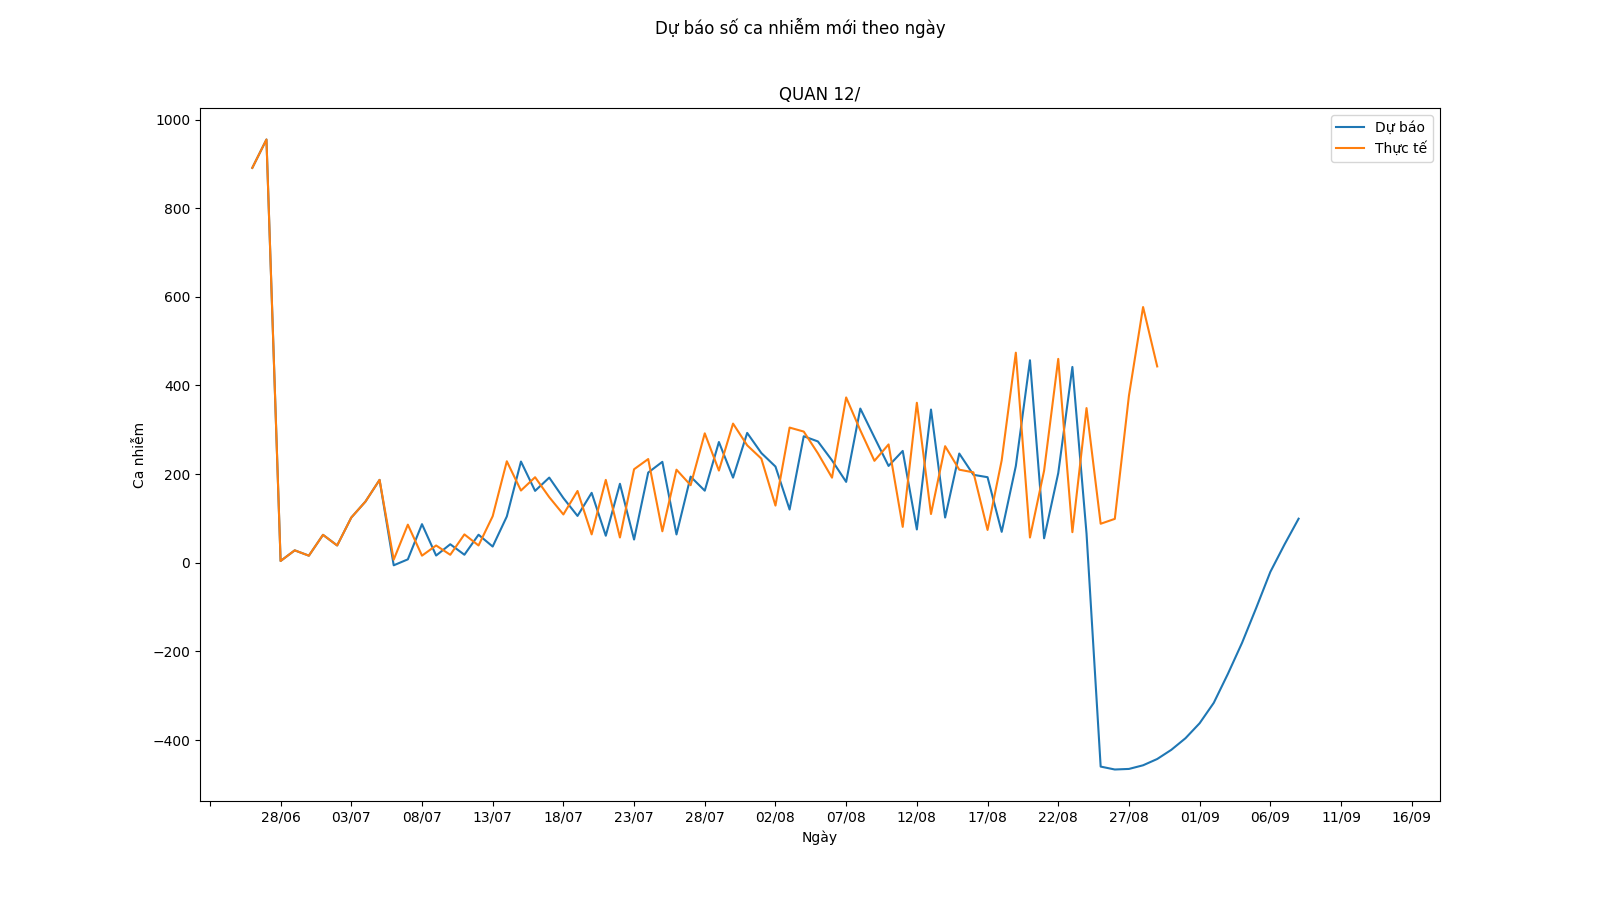 Dự báo số ca nhiễm mới theo ngày
QUAN 12/
Dự báo
Thực tế
Ca nhiễm
1000
800
600
400
200
0
−200
−400
28/06 03/07 08/07 13/07 18/07 23/07 28/07 02/08 07/08 12/08 17/08 22/08 27/08 01/09 06/09 11/09 16/09
Ngày